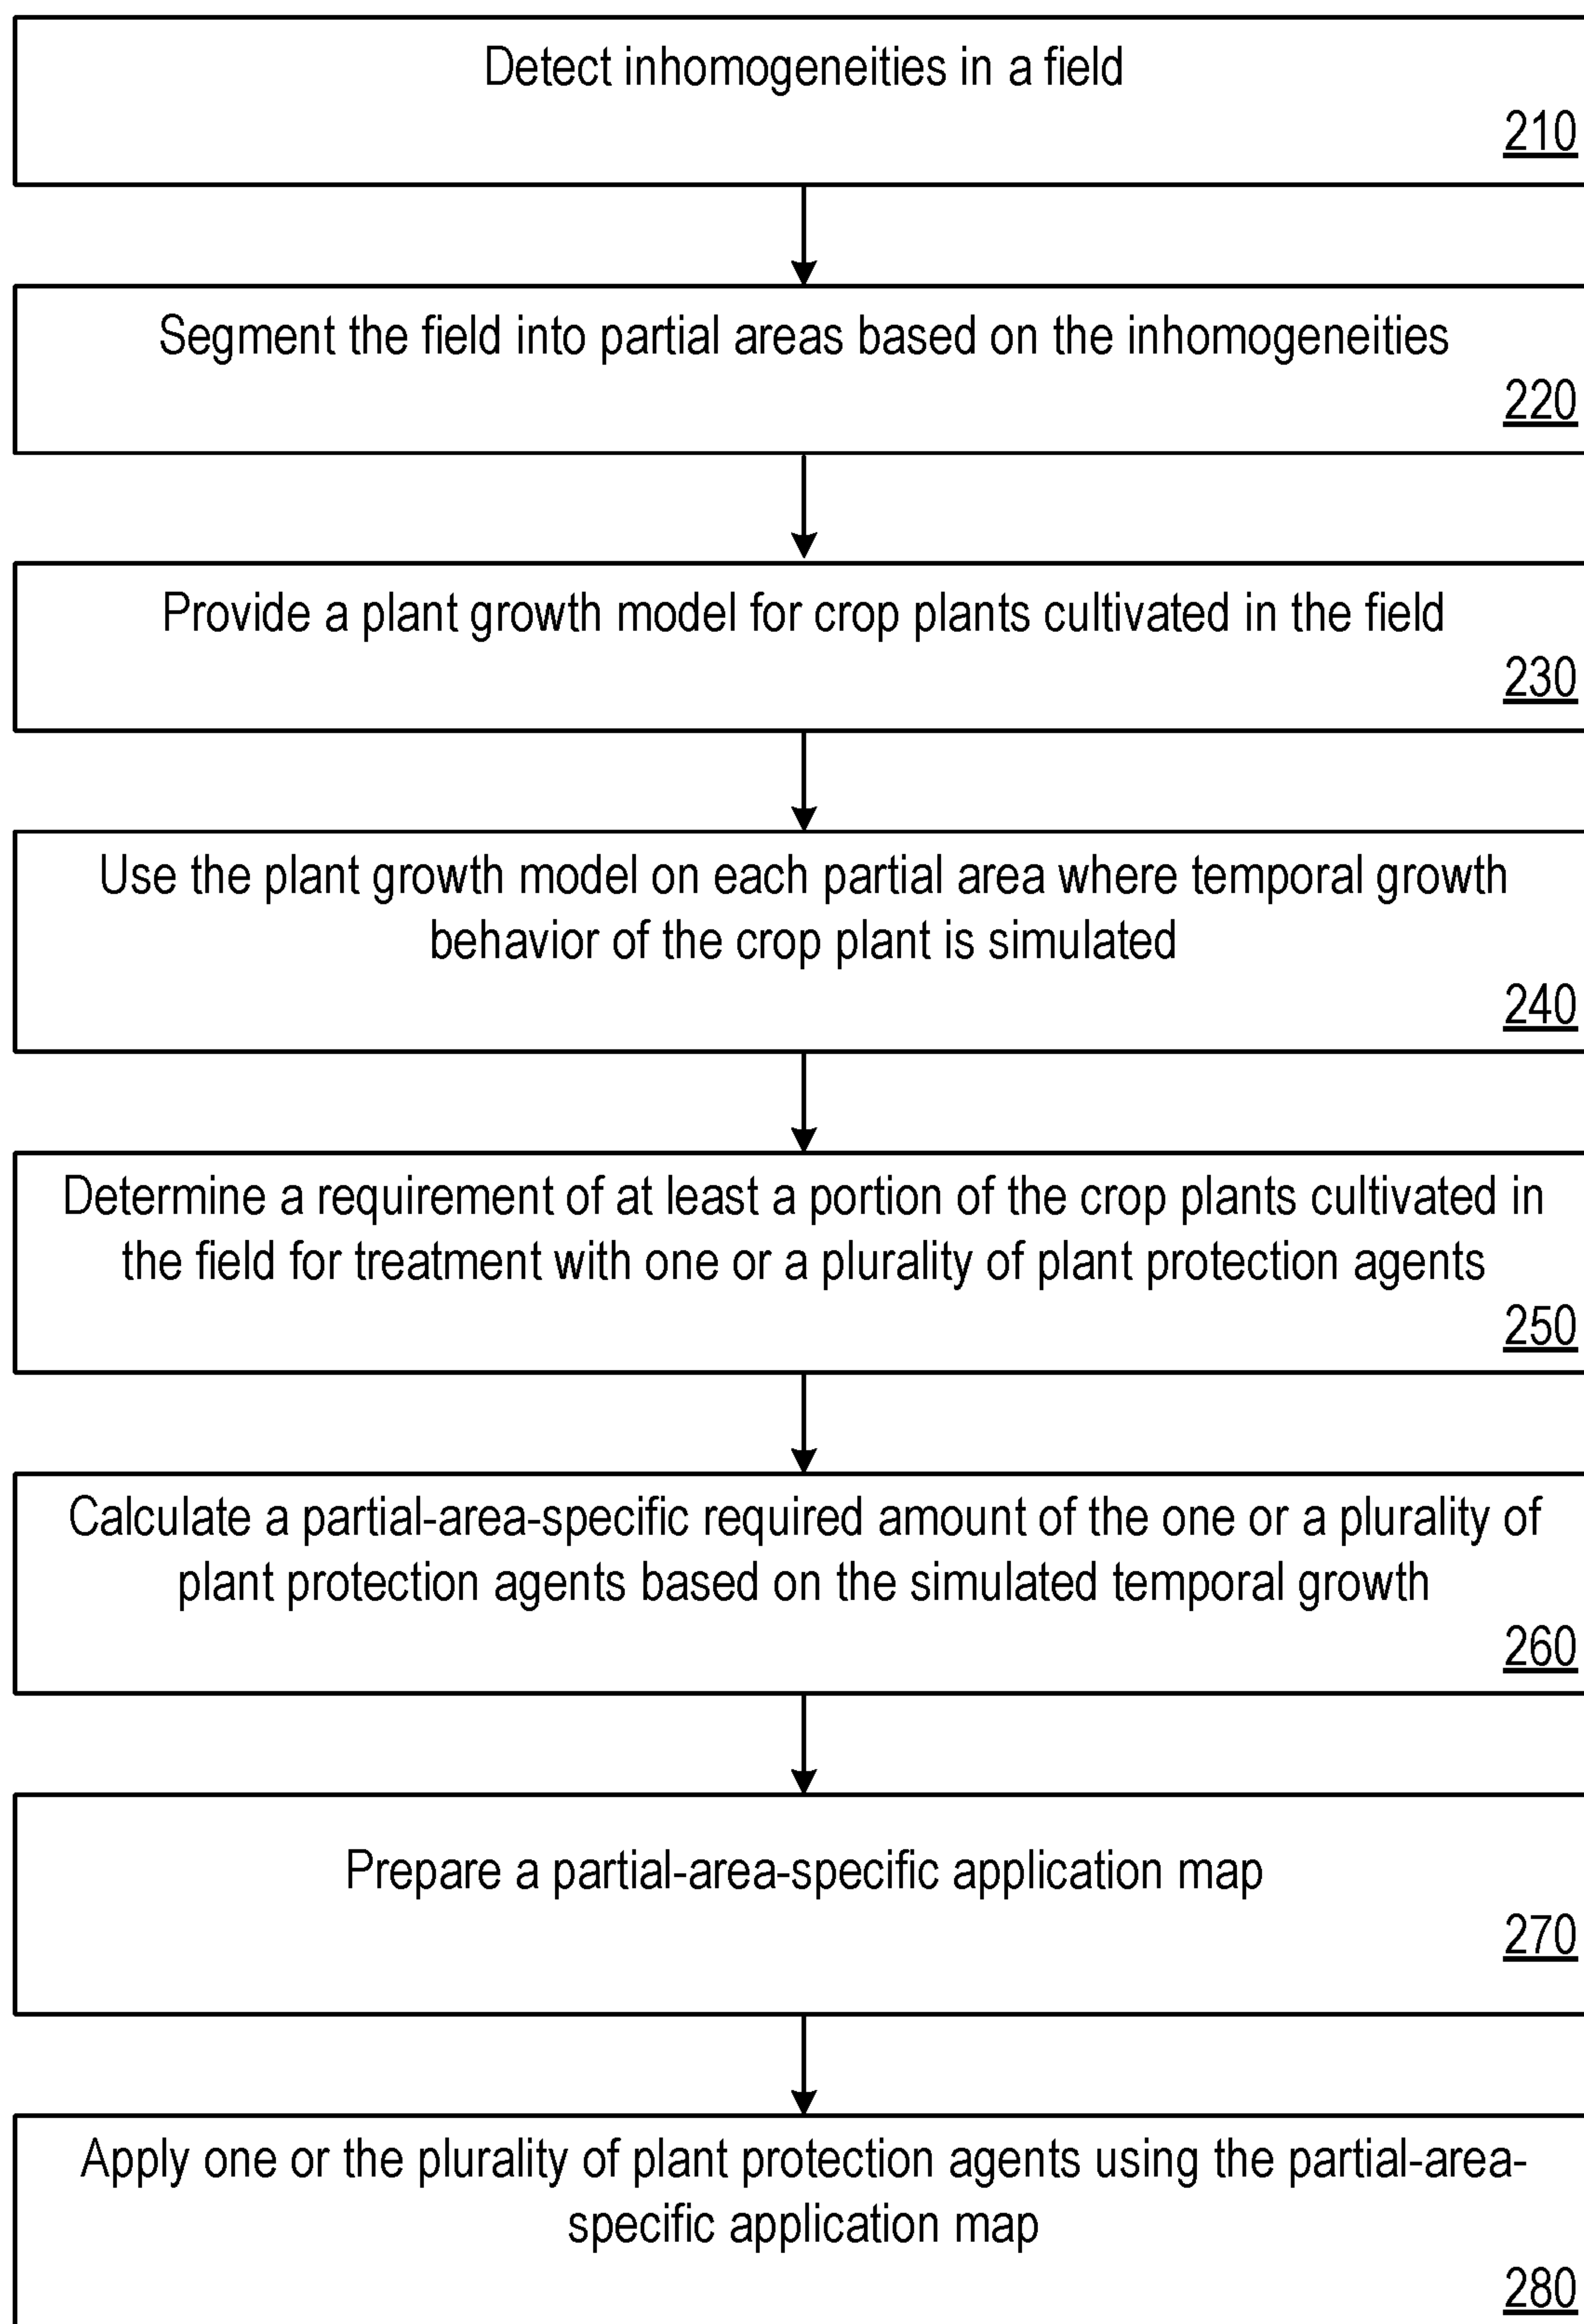 Detect inhomogeneities in a field
210
Segment the field into partial areas based on the inhomogeneities
220
Provide a plant growth model for crop plants cultivated in the field
230
Use the plant growth model on each partial area where temporal growth
behavior of the crop plant is simulated
240
Determine a requirement of at least a portion of the crop plants cultivated in
the field for treatment with one or a plurality of plant protection agents
250
Calculate a partial-area-specific required amount of the one or a plurality of
plant protection agents based on the simulated temporal growth
260
Prepare a partial-area-specific application map
270
Apply one or the plurality of plant protection agents using the partial-area-
specific application map
280